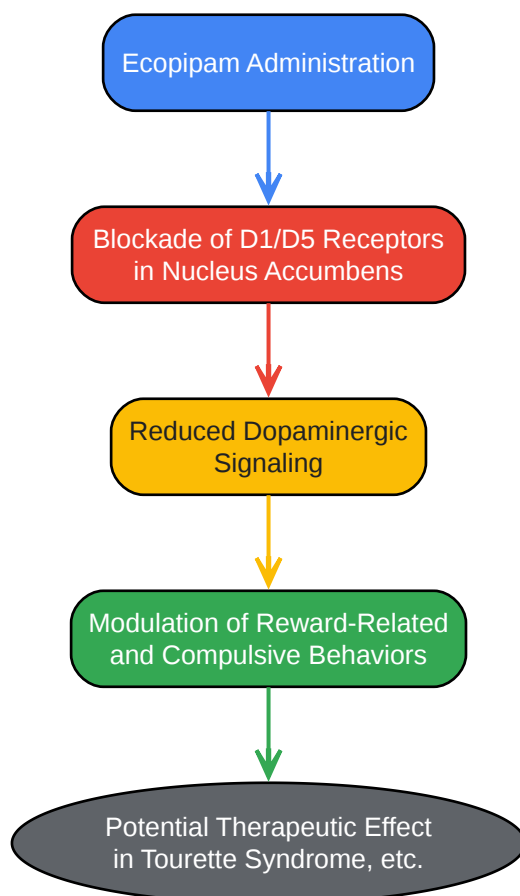 Ecopipam Administration
Blockade of D1/D5 Receptors
in Nucleus Accumbens
Reduced Dopaminergic
Signaling
Modulation of Reward-Related
and Compulsive Behaviors
Potential Therapeutic Effect
in Tourette Syndrome, etc.